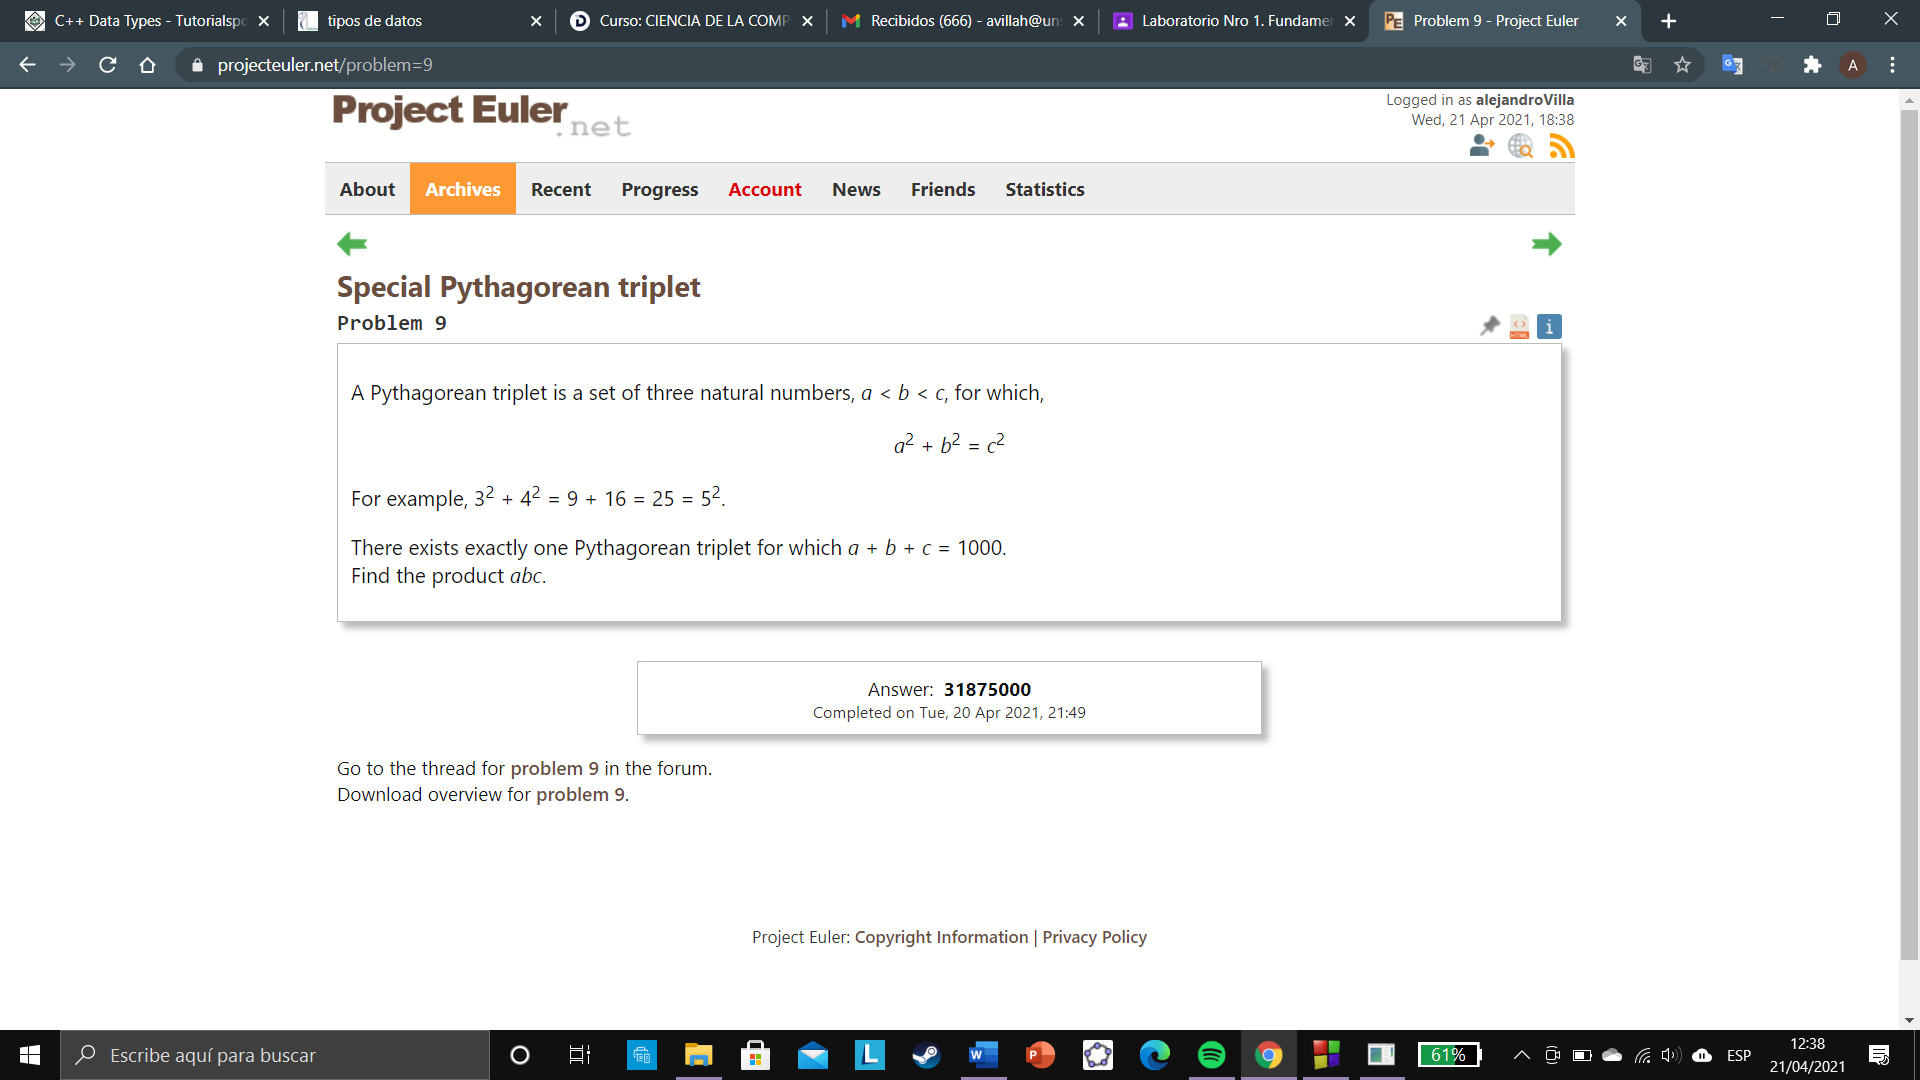 C++ Data Types - Tutorialspo
tipos de datos
Curso: CIENCIA DE LA COMP
Recibidos (666) - avillah@un
Laboratorio Nro 1. Fundamen
Problem 9 - Project Euler
projecteuler.net/problem=9
A
Project Euler.net
Logged in as alejandroVilla
Wed, 21 Apr 2021, 18:38
About Archives Recent Progress Account News Friends Statistics
Special Pythagorean triplet
Problem 9
A Pythagorean triplet is a set of three natural numbers, a < b < c, for which,
a² + b² = c²
For example, 3² + 4² = 9 + 16 = 25 = 5².
There exists exactly one Pythagorean triplet for which a + b + c = 1000.
Find the product abc.
Answer: 31875000
Completed on Tue, 20 Apr 2021, 21:49
Go to the thread for problem 9 in the forum.
Download overview for problem 9.
Project Euler: Copyright Information | Privacy Policy
Escribe aquí para buscar
61%
ESP
12:38
21/04/2021